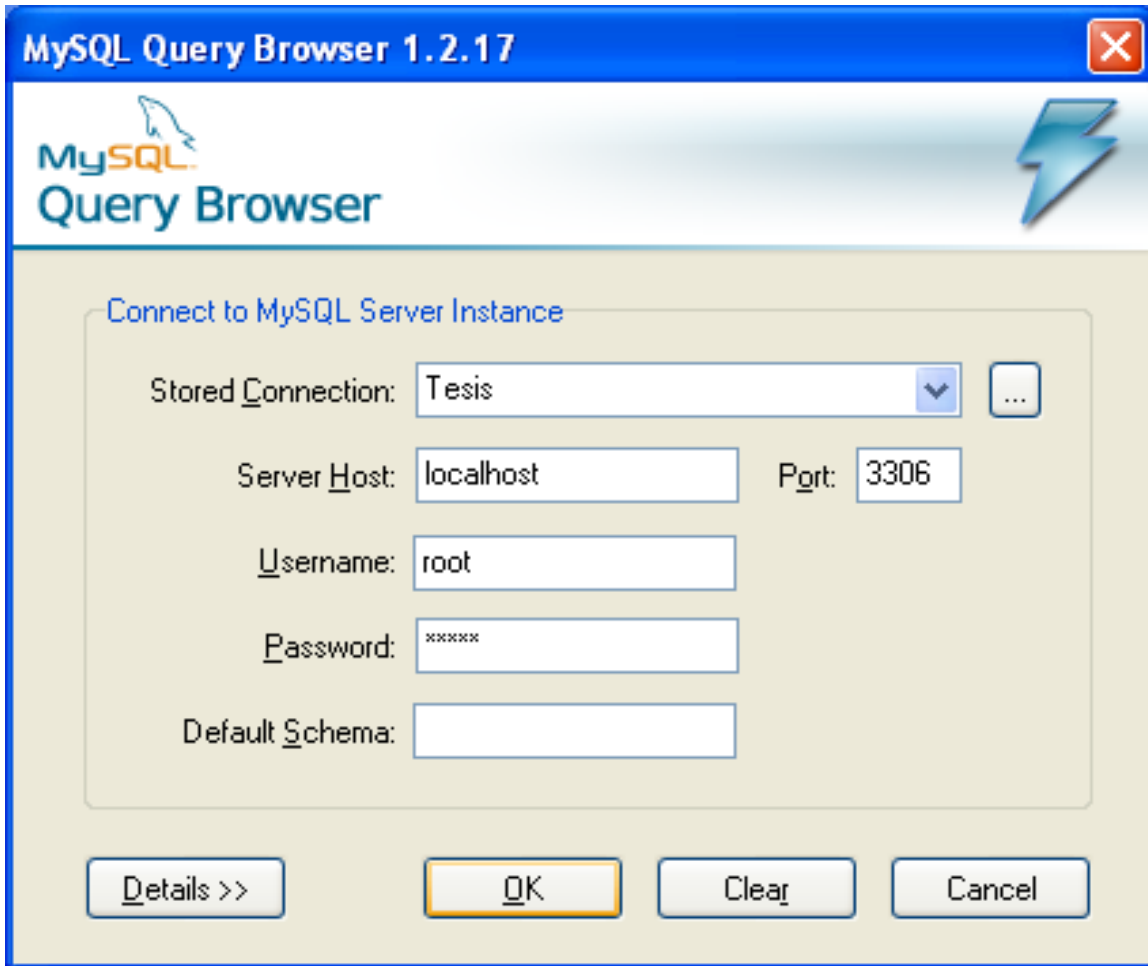 MySQL Query Browser 1.2.17
MySQL
Query Browser
Connect to MySQL Server Instance
Stored Connection: Tesis ...
Server Host: localhost Port: 3306
Username: root
Password: *****
Default Schema:
Details >> OK Clear Cancel